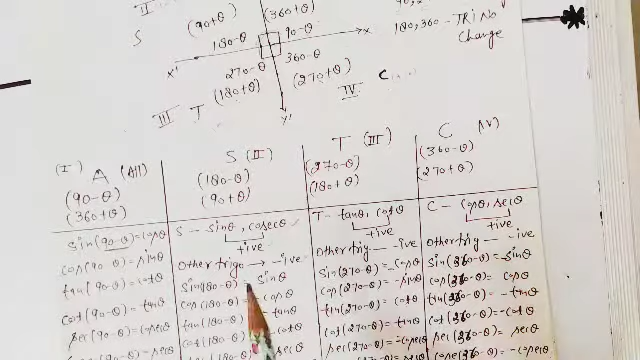 II
(90+θ) (360+θ)
S 180-θ 90-θ x
180,360 - TRi No Change
x' 270-θ 360-θ
III T (180+θ) (270+θ) IV C
y'
(I) A (All)
(90-θ)
(360+θ)
sin(90-θ)=cosθ
cos(90-θ)=sinθ
tan(90-θ)=cotθ
cot(90-θ)=tanθ
sec(90-θ)=cosecθ
S (II)
(180-θ)
(90+θ)
S - sinθ, cosecθ
+ive
Other trigo → -ive
sin(180-θ) sinθ
cos(180-θ) -cosθ
tan(180-θ) -tanθ
cot(180-θ) -cotθ
T (III)
(270-θ)
(180+θ)
T - tanθ, cotθ
+ive
Other trig -ive
sin(270-θ)=-cosθ
cos(270-θ)=-sinθ
tan(270-θ)=cotθ
cot(270-θ)=tanθ
sec(270-θ)=-cosecθ
C (IV)
(360-θ)
(270+θ)
C - cosθ, secθ
+ive
Other trig -ive
sin(360-θ)=-sinθ
cos(360-θ)=cosθ
tan(360-θ)=-tanθ
cot(360-θ)=-cotθ
sec(360-θ)=secθ